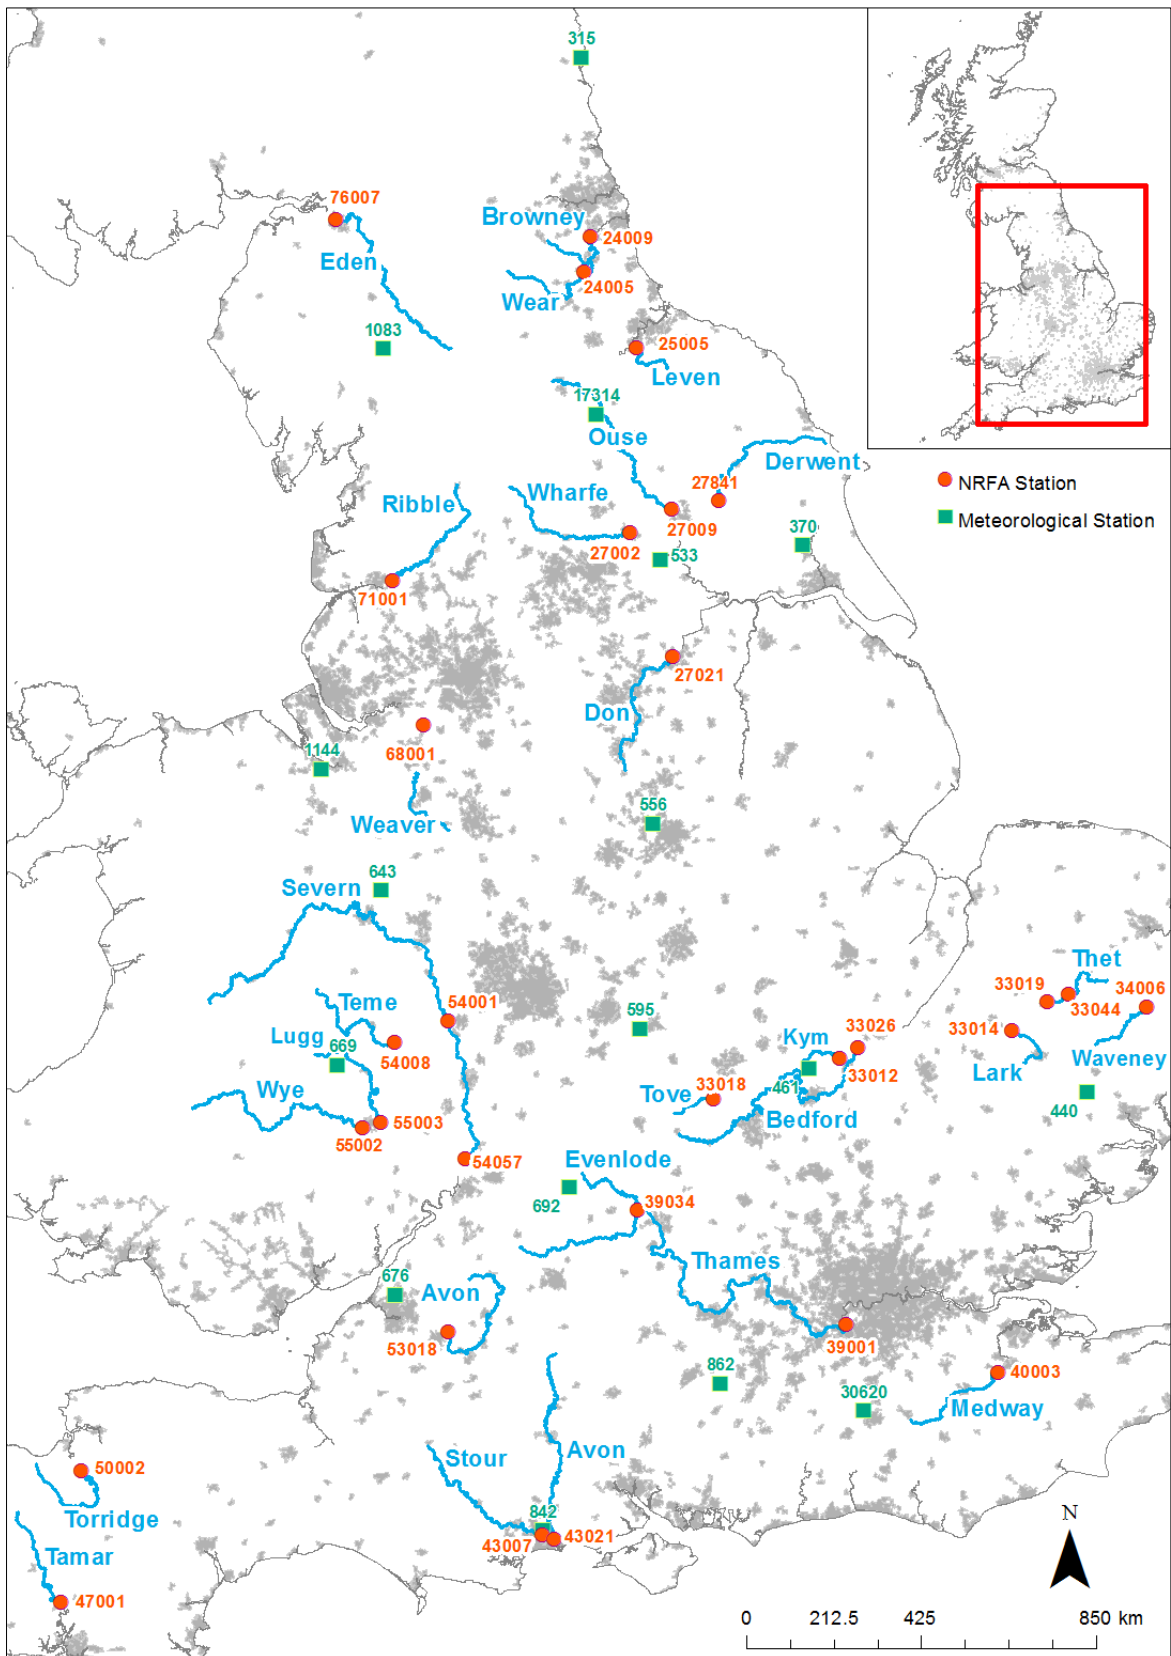 315
76007
Browney
24009
Eden
24005
Wear
1083
25005
Leven
17314
Ouse
Derwent
27841
Wharfe
Ribble
27009
370
27002
533
71001
27021
Don
68001
1144
556
Weaver
643
Severn
Thet
33019
34006
33044
Teme
54001
595
33014
Kym
33026
Lugg
669
54008
33012
Waveney
Lark
Wye
33018
461
Tove
440
55003
Bedford
55002
54057
Evenlode
692
39034
Thames
676
Avon
53018
39001
862
40003
30620
Medway
Stour
Avon
50002
Torridge
842
43007
43021
Tamar
47001
NRFA Station
Meteorological Station
N
0 212.5 425 850 km